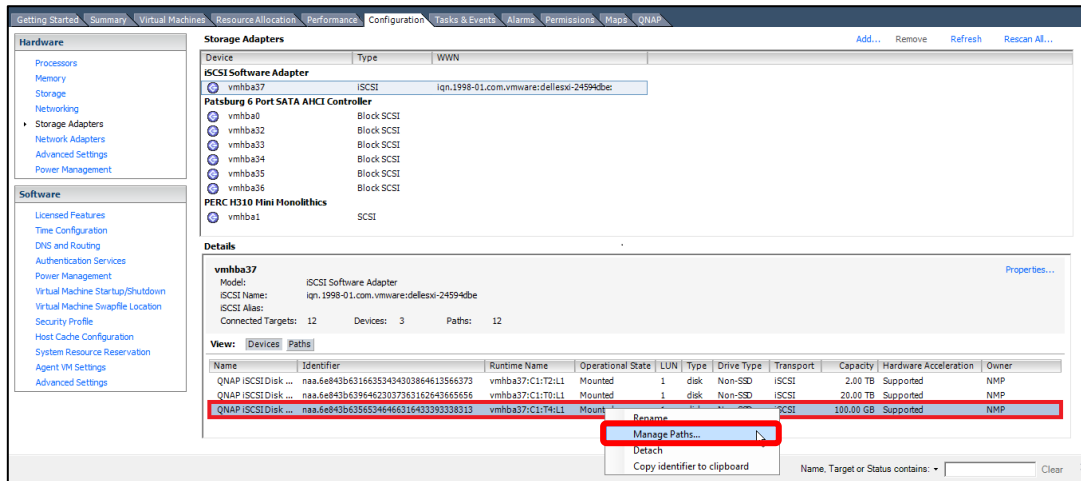 Getting Started Summary Virtual Machines Resource Allocation Performance Configuration Tasks & Events Alarms Permissions Maps QNAP
Hardware
Processors
Memory
Storage
Networking
Storage Adapters
Network Adapters
Advanced Settings
Power Management
Software
Licensed Features
Time Configuration
DNS and Routing
Authentication Services
Power Management
Virtual Machine Startup/Shutdown
Virtual Machine Swapfile Location
Security Profile
Host Cache Configuration
System Resource Reservation
Agent VM Settings
Advanced Settings
Storage Adapters Add... Remove Refresh Rescan All...
Device Type WWN
iSCSI Software Adapter
vmhba37 iSCSI iqn.1998-01.com.vmware:dellesxi-24594dbe:
Patsburg 6 Port SATA AHCI Controller
vmhba0 Block SCSI
vmhba32 Block SCSI
vmhba33 Block SCSI
vmhba34 Block SCSI
vmhba35 Block SCSI
vmhba36 Block SCSI
PERC H310 Mini Monolithics
vmhba1 SCSI
Details
vmhba37 Properties...
Model: iSCSI Software Adapter
iSCSI Name: iqn.1998-01.com.vmware:dellesxi-24594dbe
iSCSI Alias:
Connected Targets: 12 Devices: 3 Paths: 12
View: Devices Paths
Name Identifier Runtime Name Operational State LUN Type Drive Type Transport Capacity Hardware Acceleration Owner
QNAP iSCSI Disk ... naa.6e843b63166353434303864613566373 vmhba37:C1:T2:L1 Mounted 1 disk Non-SSD iSCSI 2.00 TB Supported NMP
QNAP iSCSI Disk ... naa.6e843b63966462303736316264366565 vmhba37:C1:T0:L1 Mounted 1 disk Non-SSD iSCSI 20.00 TB Supported NMP
QNAP iSCSI Disk ... vmhba37:C1:T4:L1 iSCSI 100.00 GB Supported NMP
Rename
Manage Paths...
Detach
Copy identifier to clipboard
Name, Target or Status contains: Clear